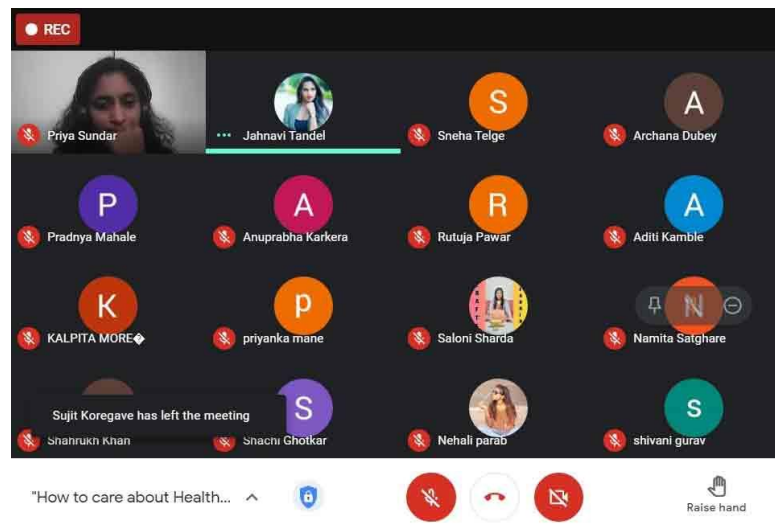 REC
Priya Sundar
Jahnavi Tandel
Sneha Telge
Archana Dubey
S
A
Pradnya Mahale
Anuprabha Karkera
Rutuja Pawar
Aditi Kamble
P
A
R
A
KALPITA MORE�
priyanka mane
Saloni Sharda
Namita Satghare
K
p
N
Sujit Koregave has left the meeting
Shahrukh Khan
Shachi Ghotkar
Nehali parab
shivani gurav
S
s
"How to care about Health...
Raise hand